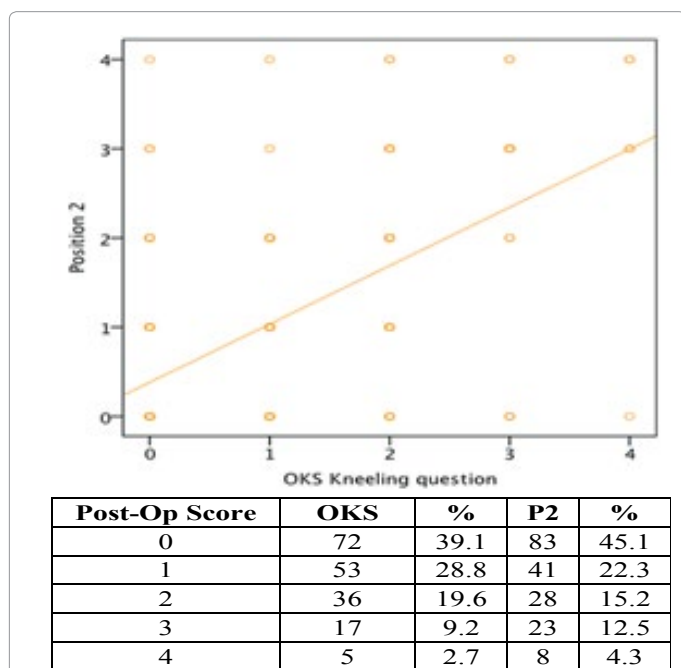 4
3
2
1
0
Position 2
0 1 2 3 4
OKS Kneeling question
Post-Op Score OKS % P2 %
0 72 39.1 83 45.1
1 53 28.8 41 22.3
2 36 19.6 28 15.2
3 17 9.2 23 12.5
4 5 2.7 8 4.3